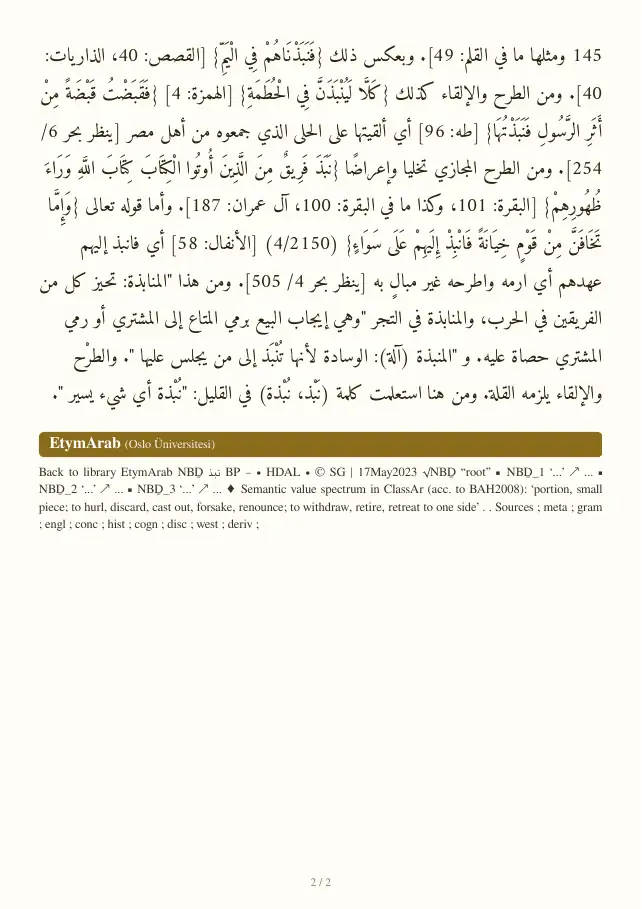 145 ومثلها ما في القلم: 49]. وبعكس ذلك {فَنَبَذْنَاهُمْ فِي الْيَمِّ} [القصص: 40، الذاريات:
40]. ومن الطرح والإلقاء كذلك {كَلَّا لَيُنْبَذَنَّ فِي الْحُطَمَةِ} [الهمزة: 4] {فَقَبَضْتُ قَبْضَةً مِنْ
أَثَرِ الرَّسُولِ فَنَبَذْتُهَا} [طه: 96] أي ألقيتها على الحلى الذي جمعوه من أهل مصر [ينظر بحر 6/
254]. ومن الطرح المجازي تخليا وإعراضًا {نَبَذَ فَرِيقٌ مِنَ الَّذِينَ أُوتُوا الْكِتَابَ كِتَابَ اللَّهِ وَرَاءَ
ظُهُورِهِمْ} [البقرة: 101، وكذا ما في البقرة: 100، آل عمران: 187]. وأما قوله تعالى {وَإِمَّا
تَخَافَنَّ مِنْ قَوْمٍ خِيَانَةً فَانْبِذْ إِلَيْهِمْ عَلَى سَوَاءٍ} (4/2150) [الأنفال: 58] أي فانبذ إليهم
عهدهم أي ارمه واطرحه غير مبالٍ به [ينظر بحر 4/ 505]. ومن هذا "المنابذة: تحيز كل من
الفريقين في الحرب، والمنابذة في التجر "وهي إيجاب البيع برمي المتاع إلى المشتري أو رمي
المشتري حصاة عليه. و "المنبذة (آلة): الوسادة لأنها تُنْبَذ إلى من يجلس عليها ". والطَرْح
والإلقاء يلزمه القلة. ومن هنا استعلمت كلمة (نَبْذ، نُبْذة) في القليل: "نُبْذة أي شيء يسير ".
EtymArab (Oslo Üniversitesi)
Back to library EtymArab NBḎ نبذ BP – • HDAL • © SG | 17May2023 √NBḎ “root” ▪ NBḎ_1 ‘...’ ↗ ... ▪
NBḎ_2 ‘...’ ↗ ... ▪ NBḎ_3 ‘...’ ↗ ... ♦ Semantic value spectrum in ClassAr (acc. to BAH2008): ‘portion, small
piece; to hurl, discard, cast out, forsake, renounce; to withdraw, retire, retreat to one side’ . . Sources ; meta ; gram
; engl ; conc ; hist ; cogn ; disc ; west ; deriv ;
2 / 2